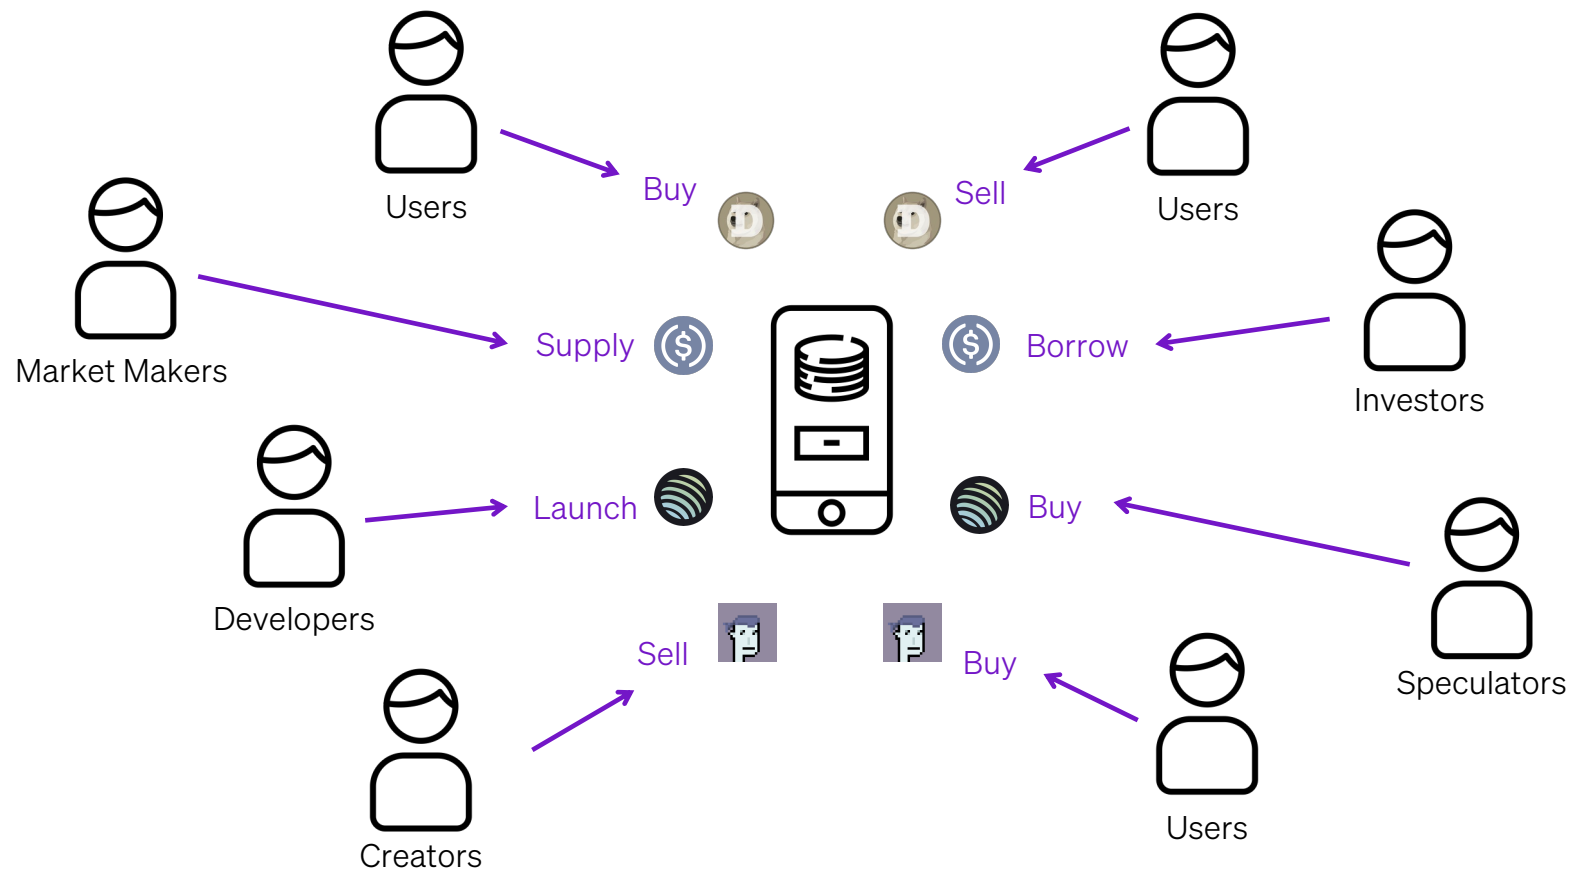 Users
Users
Buy
Sell
Market Makers
Supply
Borrow
Investors
Launch
Buy
Developers
Sell
Buy
Speculators
Creators
Users
D
D
$
$